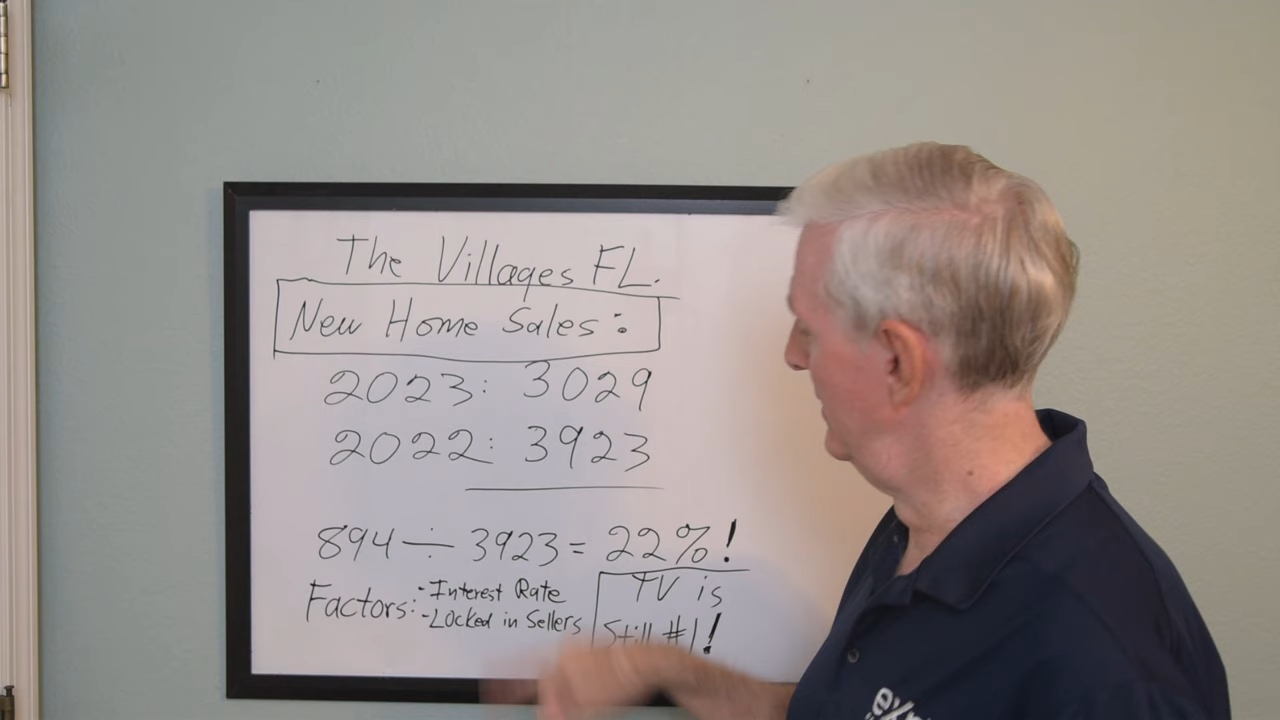 The Villages FL.
New Home Sales:
2023: 3029
2022: 3923
894 ÷ 3923 = 22%!
Factors: - Interest Rate
- Locked in Sellers
TV is
Still #1!